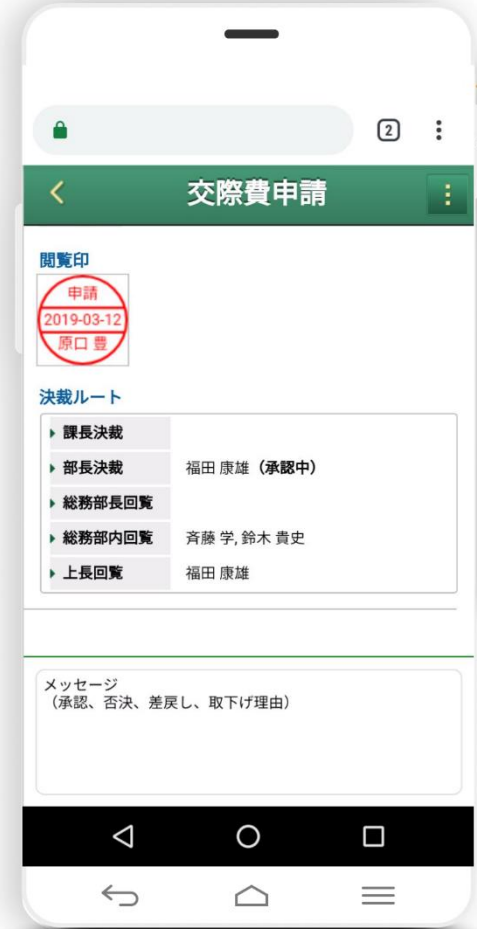 2
交際費申請
閲覧印
申請
2019-03-12
原口 豊
決裁ルート
課長決裁
部長決裁 福田 康雄（承認中）
総務部長回覧
総務部内回覧 斉藤 学, 鈴木 貴史
上長回覧 福田 康雄
メッセージ
（承認、否決、差戻し、取下げ理由）